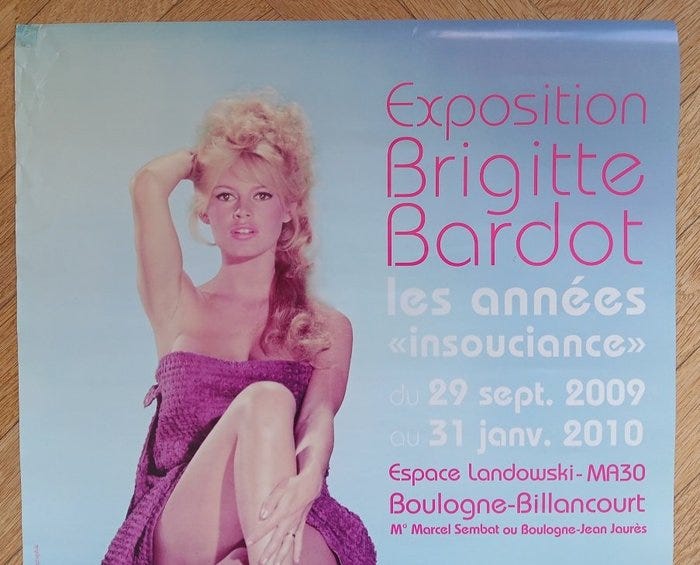 Exposition
Brigitte
Bardot
les années
«insouciance»
du 29 sept. 2009
au 31 janv. 2010
Espace Landowski-MA30
Boulogne-Billancourt
M° Marcel Sembat ou Boulogne-Jean Jaurès